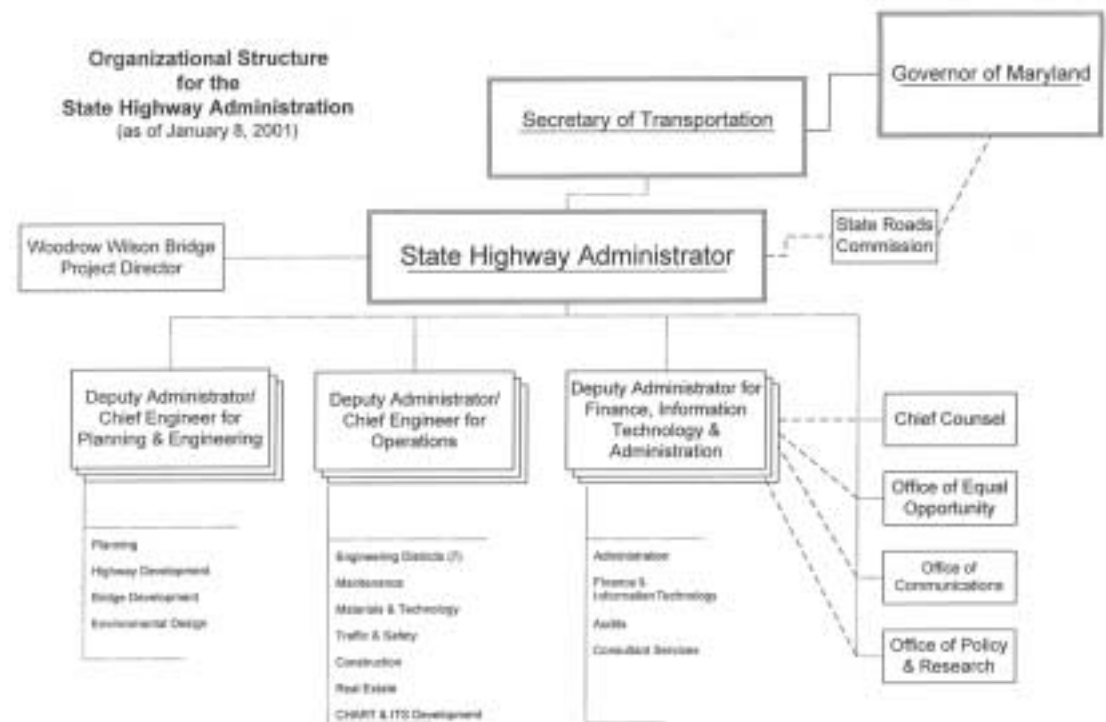 Organizational Structure
for the
State Highway Administration
(as of January 8, 2001)
Governor of Maryland
Secretary of Transportation
State Roads
Commission
Woodrow Wilson Bridge
Project Director
State Highway Administrator
Deputy Administrator/
Chief Engineer for
Planning & Engineering
Deputy Administrator/
Chief Engineer for
Operations
Deputy Administrator for
Finance, Information
Technology &
Administration
Chief Counsel
Office of Equal
Opportunity
Office of
Communications
Office of Policy
& Research
Planning
Highway Development
Bridge Development
Environmental Design
Engineering Districts (7)
Maintenance
Materials & Technology
Traffic & Safety
Construction
Real Estate
CHART & ITS Development
Administration
Finance &
Information Technology
Audits
Consultant Services